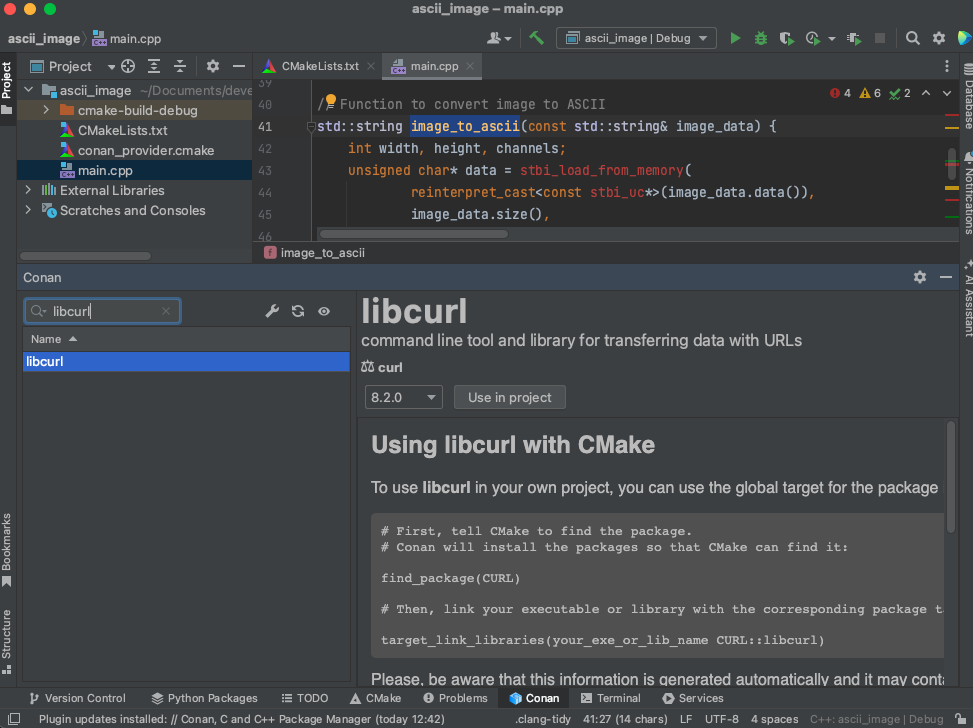 ascii_image – main.cpp
ascii_image main.cpp
ascii_image | Debug
Project
Project ~/Documents/deve
CMakeLists.txt
main.cpp
ascii_image
cmake-build-debug
CMakeLists.txt
conan_provider.cmake
main.cpp
External Libraries
Scratches and Consoles
39
40 // Function to convert image to ASCII
41 std::string image_to_ascii(const std::string& image_data) {
42 int width, height, channels;
43 unsigned char* data = stbi_load_from_memory(
44 reinterpret_cast<const stbi_uc*>(image_data.data()),
45 image_data.size(),
46
4 6 2
f image_to_ascii
Database
Notifications
AI Assistant
Conan
libcurl
Name
libcurl
libcurl
command line tool and library for transferring data with URLs
curl
8.2.0 Use in project
Using libcurl with CMake
To use libcurl in your own project, you can use the global target for the package
# First, tell CMake to find the package.
# Conan will install the packages so that CMake can find it:
find_package(CURL)
# Then, link your executable or library with the corresponding package t
target_link_libraries(your_exe_or_lib_name CURL::libcurl)
Please, be aware that this information is generated automatically and it may conta
Bookmarks
Structure
Version Control Python Packages TODO CMake Problems Conan Terminal Services
Plugin updates installed: // Conan, C and C++ Package Manager (today 12:42) .clang-tidy 41:27 (14 chars) LF UTF-8 4 spaces C++: ascii_image | Debug